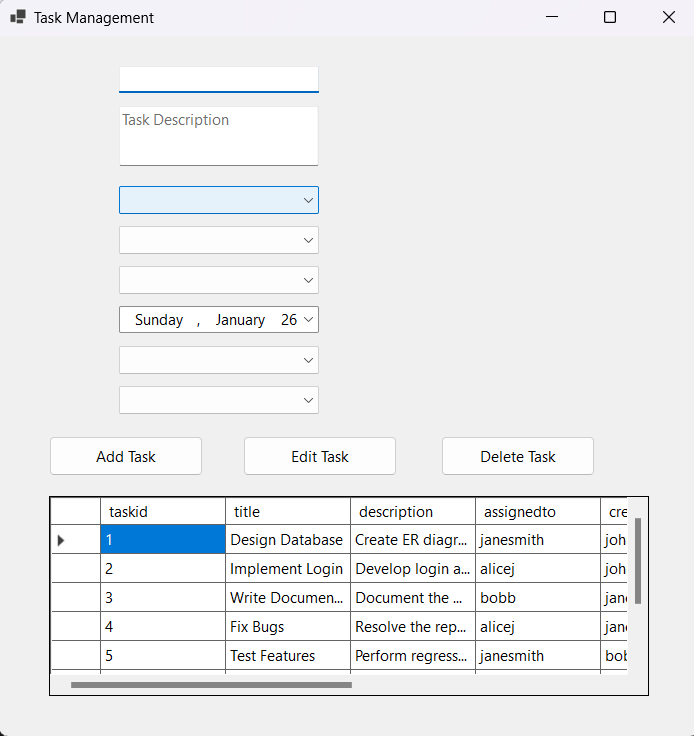 Task Management
Task Description
Sunday , January 26
Add Task Edit Task Delete Task
taskid title description assignedto cre
1 Design Database Create ER diagr... janesmith joh
2 Implement Login Develop login a... alicej joh
3 Write Documen... Document the ... bobb jane
4 Fix Bugs Resolve the rep... alicej jane
5 Test Features Perform regress... janesmith bob